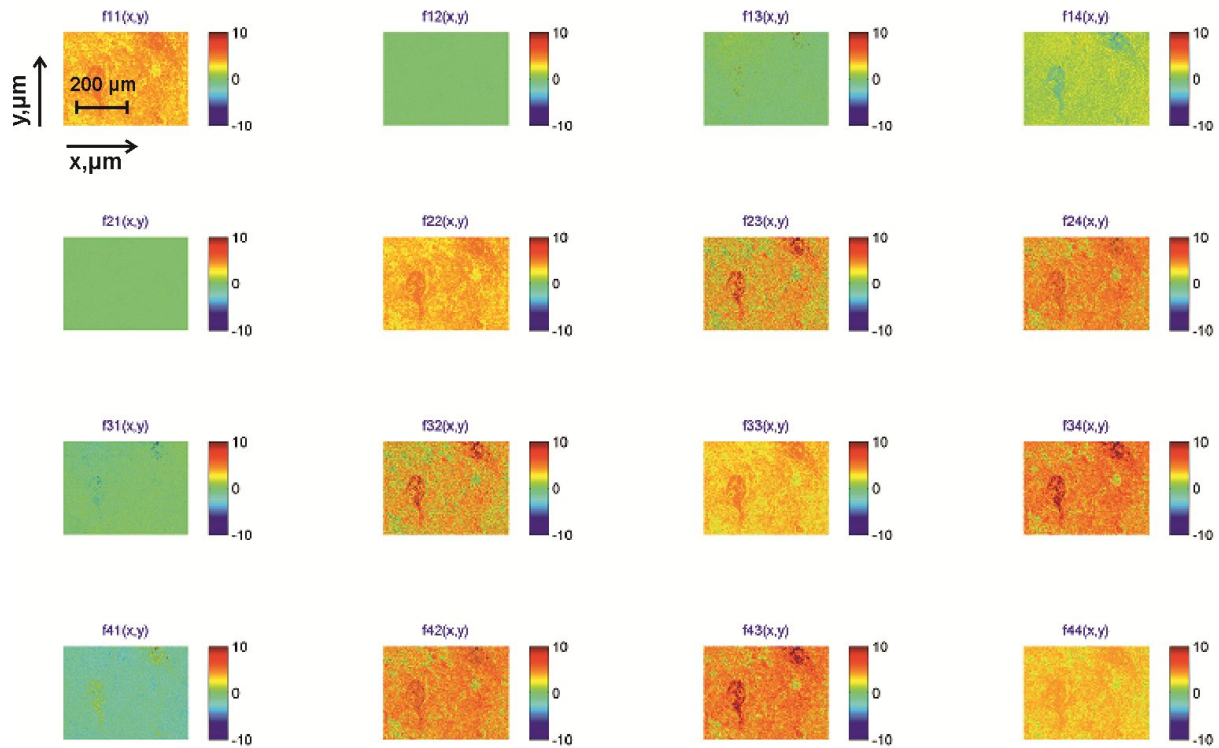 f11(x,y) f12(x,y) f13(x,y) f14(x,y)
10 10 10 10
y,μm
200 μm
0 0 0 0
-10 -10 -10 -10
x,μm
f21(x,y) f22(x,y) f23(x,y) f24(x,y)
10 10 10 10
0 0 0 0
-10 -10 -10 -10
f31(x,y) f32(x,y) f33(x,y) f34(x,y)
10 10 10 10
0 0 0 0
-10 -10 -10 -10
f41(x,y) f42(x,y) f43(x,y) f44(x,y)
10 10 10 10
0 0 0 0
-10 -10 -10 -10